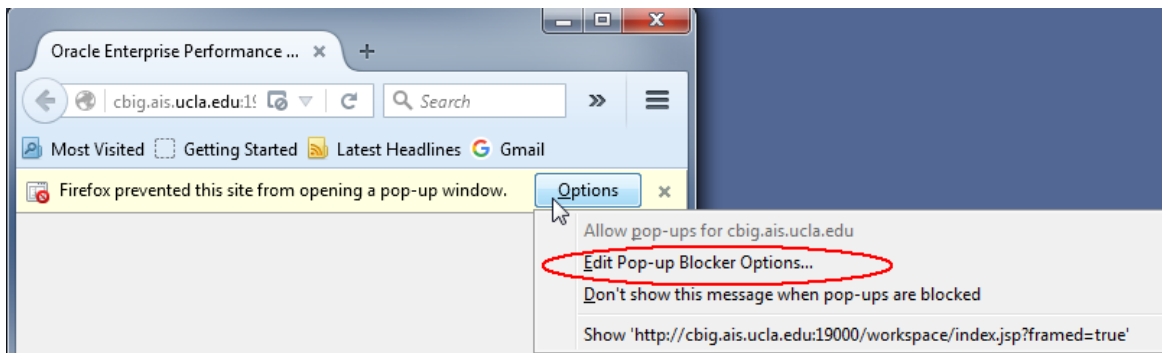 Oracle Enterprise Performance ...
cbig.ais.ucla.edu:19
Search
Most Visited Getting Started Latest Headlines Gmail
Firefox prevented this site from opening a pop-up window. Options
Allow pop-ups for cbig.ais.ucla.edu
Edit Pop-up Blocker Options...
Don't show this message when pop-ups are blocked
Show 'http://cbig.ais.ucla.edu:19000/workspace/index.jsp?framed=true'